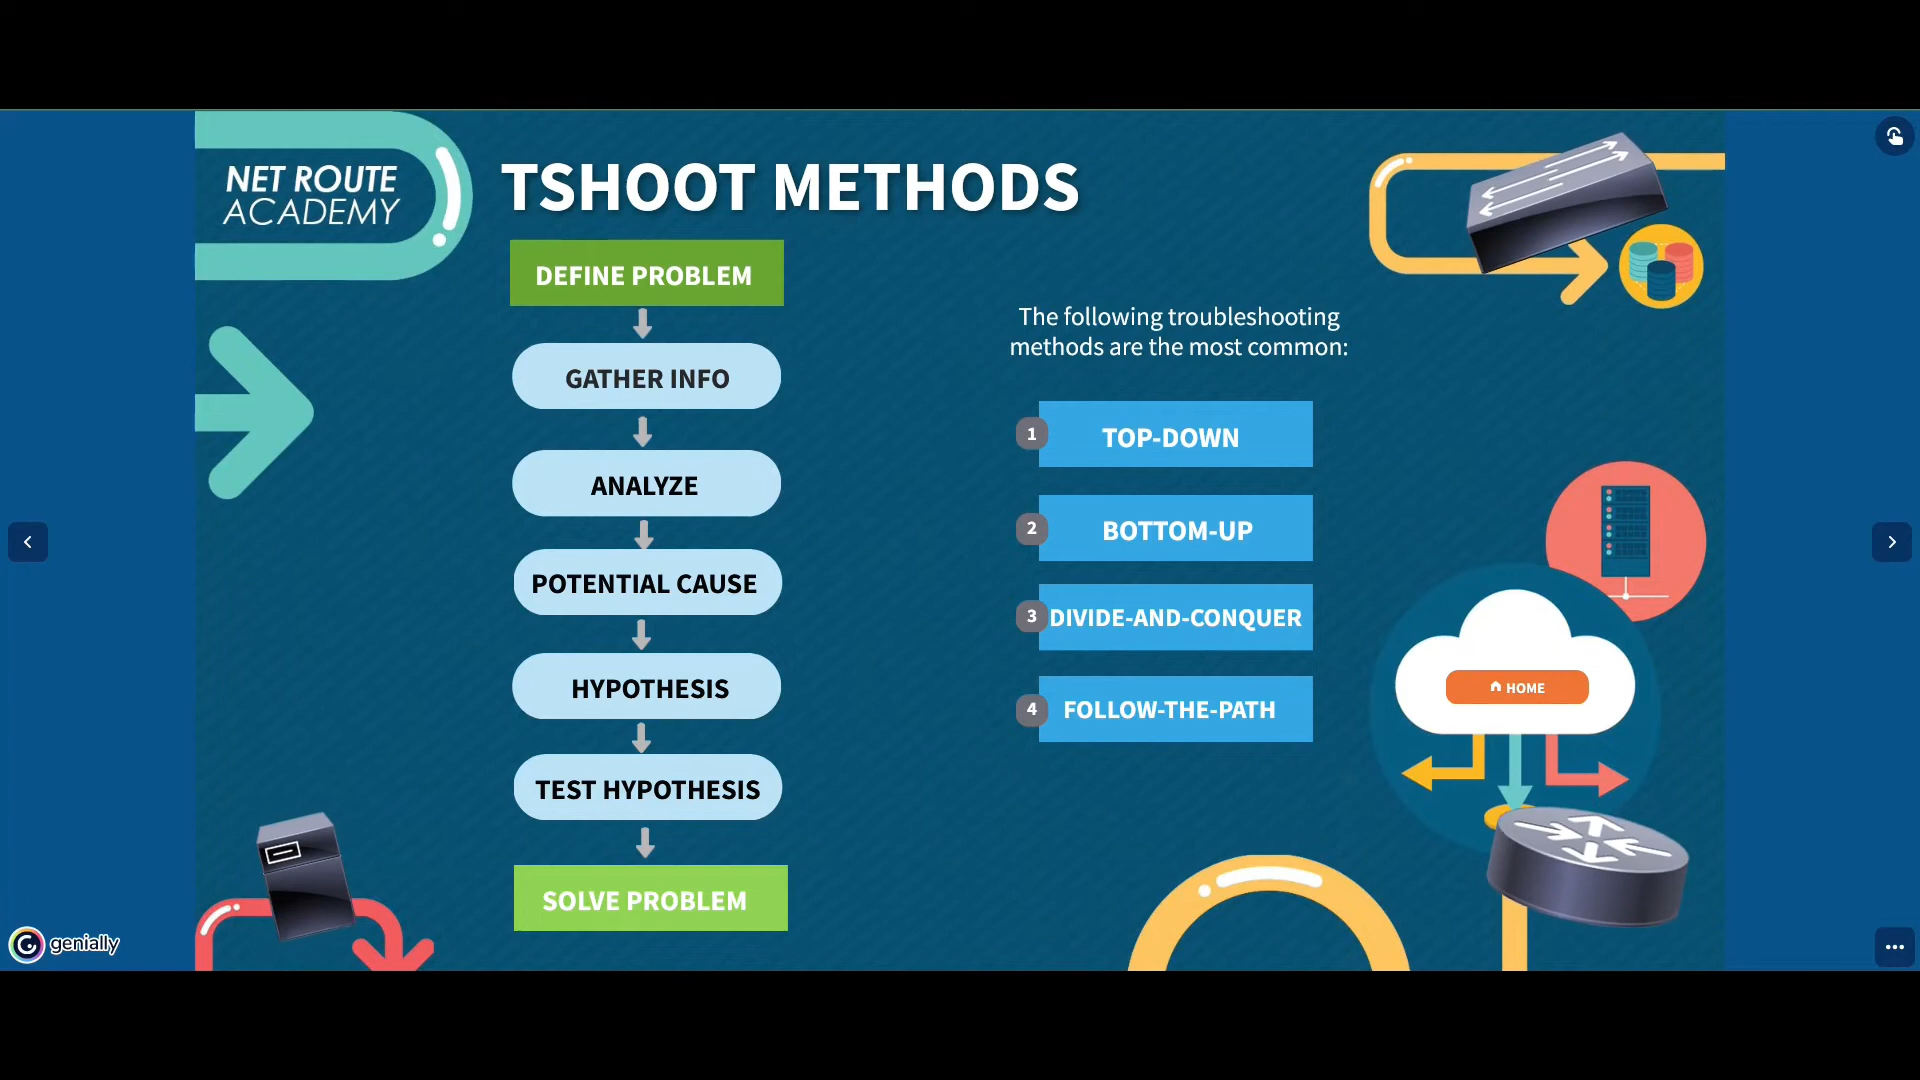 NET ROUTE
ACADEMY
TSHOOT METHODS
DEFINE PROBLEM
GATHER INFO
ANALYZE
POTENTIAL CAUSE
HYPOTHESIS
TEST HYPOTHESIS
SOLVE PROBLEM
The following troubleshooting
methods are the most common:
1 TOP-DOWN
2 BOTTOM-UP
3 DIVIDE-AND-CONQUER
4 FOLLOW-THE-PATH
HOME
genially